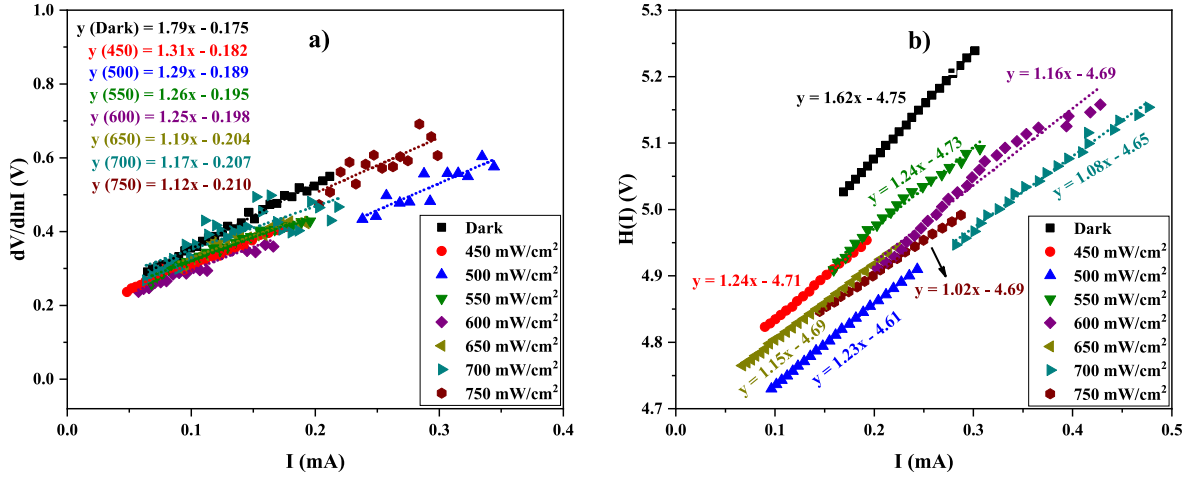 a)
y (Dark) = 1.79x - 0.175
y (450) = 1.31x - 0.182
y (500) = 1.29x - 0.189
y (550) = 1.26x - 0.195
y (600) = 1.25x - 0.198
y (650) = 1.19x - 0.204
y (700) = 1.17x - 0.207
y (750) = 1.12x - 0.210
1.0
0.8
0.6
0.4
0.2
0.0
dV/dlnI (V)
Dark
450 mW/cm²
500 mW/cm²
550 mW/cm²
600 mW/cm²
650 mW/cm²
700 mW/cm²
750 mW/cm²
0.0 0.1 0.2 0.3 0.4
I (mA)
b)
5.3
5.2
5.1
5.0
4.9
4.8
4.7
H(I) (V)
y = 1.16x - 4.69
y = 1.62x - 4.75
y = 1.24x - 4.73
y = 1.08x - 4.65
y = 1.24x - 4.71
y = 1.02x - 4.69
y = 1.15x - 4.69
y = 1.23x - 4.61
Dark
450 mW/cm²
500 mW/cm²
550 mW/cm²
600 mW/cm²
650 mW/cm²
700 mW/cm²
750 mW/cm²
0.0 0.1 0.2 0.3 0.4 0.5
I (mA)